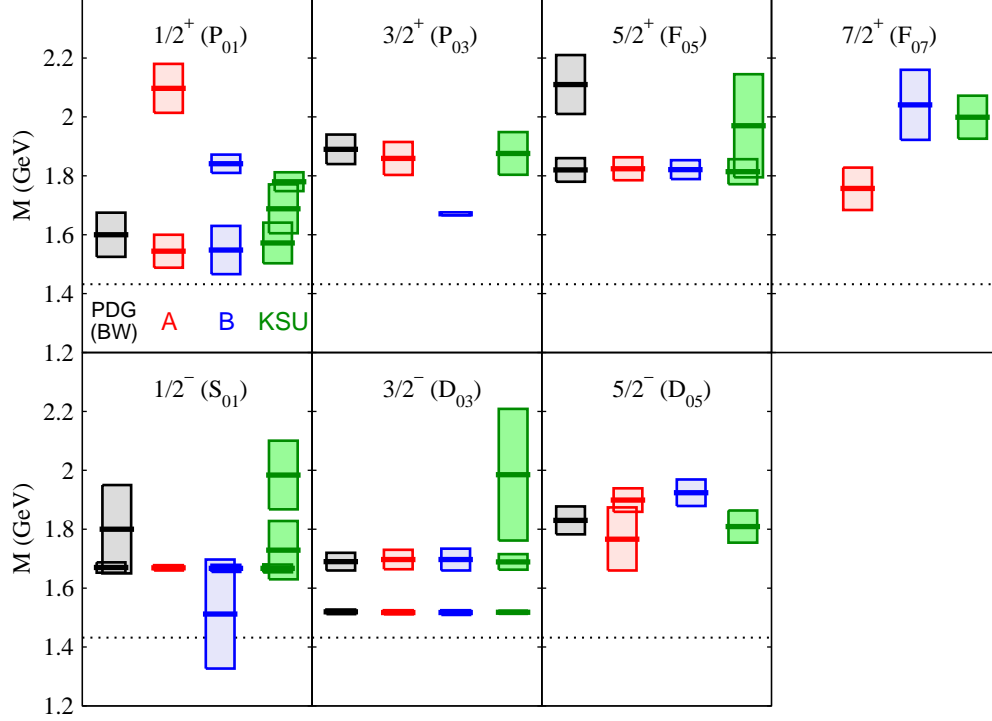 1/2⁺ (P₀₁)
3/2⁺ (P₀₃)
5/2⁺ (F₀₅)
7/2⁺ (F₀₇)
M (GeV)
2.2
2
1.8
1.6
1.4
1.2
PDG
(BW)
A
B
KSU
1/2⁻ (S₀₁)
3/2⁻ (D₀₃)
5/2⁻ (D₀₅)
M (GeV)
2.2
2
1.8
1.6
1.4
1.2